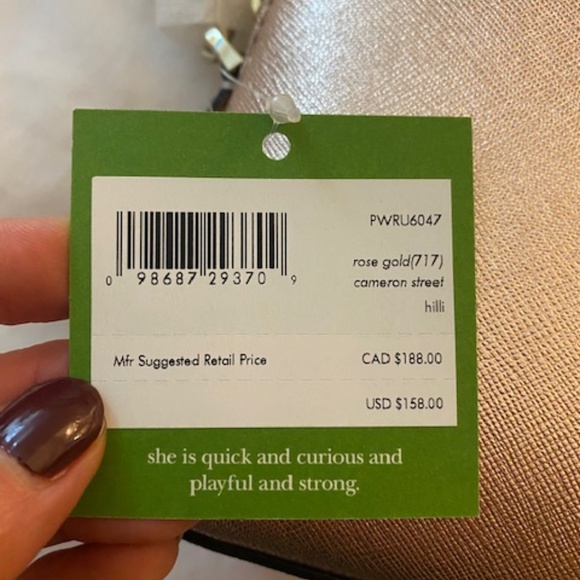 PWRU6047
rose gold(717)
cameron street
hilli
0 98687 29370 9
Mfr Suggested Retail Price CAD $188.00
USD $158.00
she is quick and curious and
playful and strong.